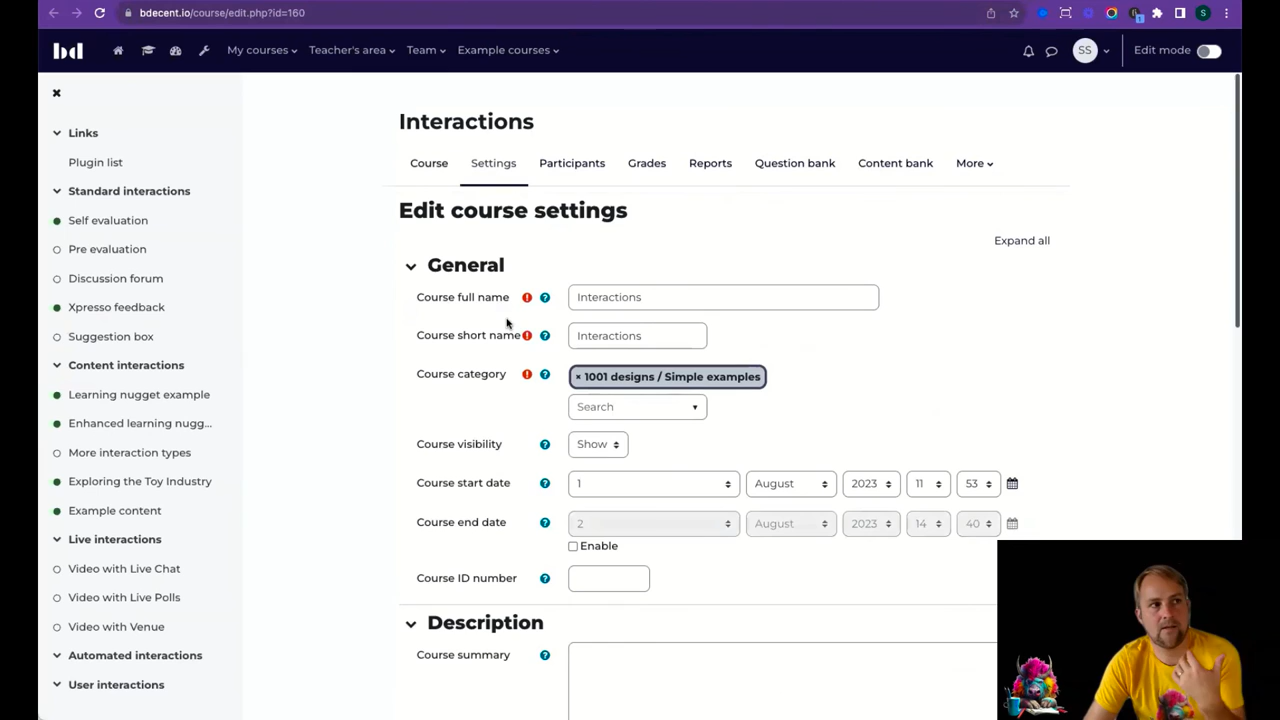 bdecent.io/course/edit.php?id=160
S
bd
My courses
Teacher's area
Team
Example courses
SS
Edit mode
Links
Plugin list
Standard interactions
Self evaluation
Pre evaluation
Discussion forum
Xpresso feedback
Suggestion box
Content interactions
Learning nugget example
Enhanced learning nugg...
More interaction types
Exploring the Toy Industry
Example content
Live interactions
Video with Live Chat
Video with Live Polls
Video with Venue
Automated interactions
User interactions
Interactions
Course Settings Participants Grades Reports Question bank Content bank More
Edit course settings
Expand all
General
Course full name ! ? Interactions
Course short name ! ? Interactions
Course category ! ? × 1001 designs / Simple examples
Search
Course visibility ? Show
Course start date ? 1 August 2023 11 53
Course end date ? 2 August 2023 14 40
Enable
Course ID number ?
Description
Course summary ?